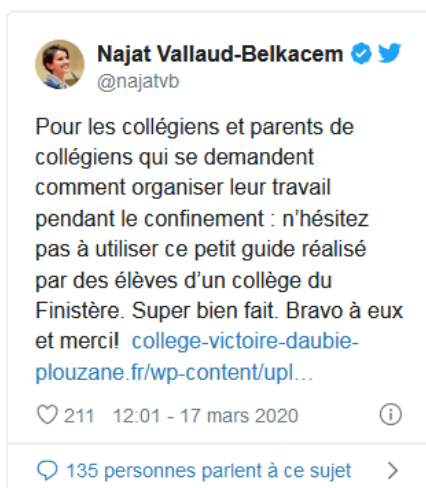 Najat Vallaud-Belkacem
@najatvb
Pour les collégiens et parents de
collégiens qui se demandent
comment organiser leur travail
pendant le confinement : n’hésitez
pas à utiliser ce petit guide réalisé
par des élèves d’un collège du
Finistère. Super bien fait. Bravo à eux
et merci! college-victoire-daubie-
plouzane.fr/wp-content/upl…
211 12:01 - 17 mars 2020
135 personnes parlent à ce sujet